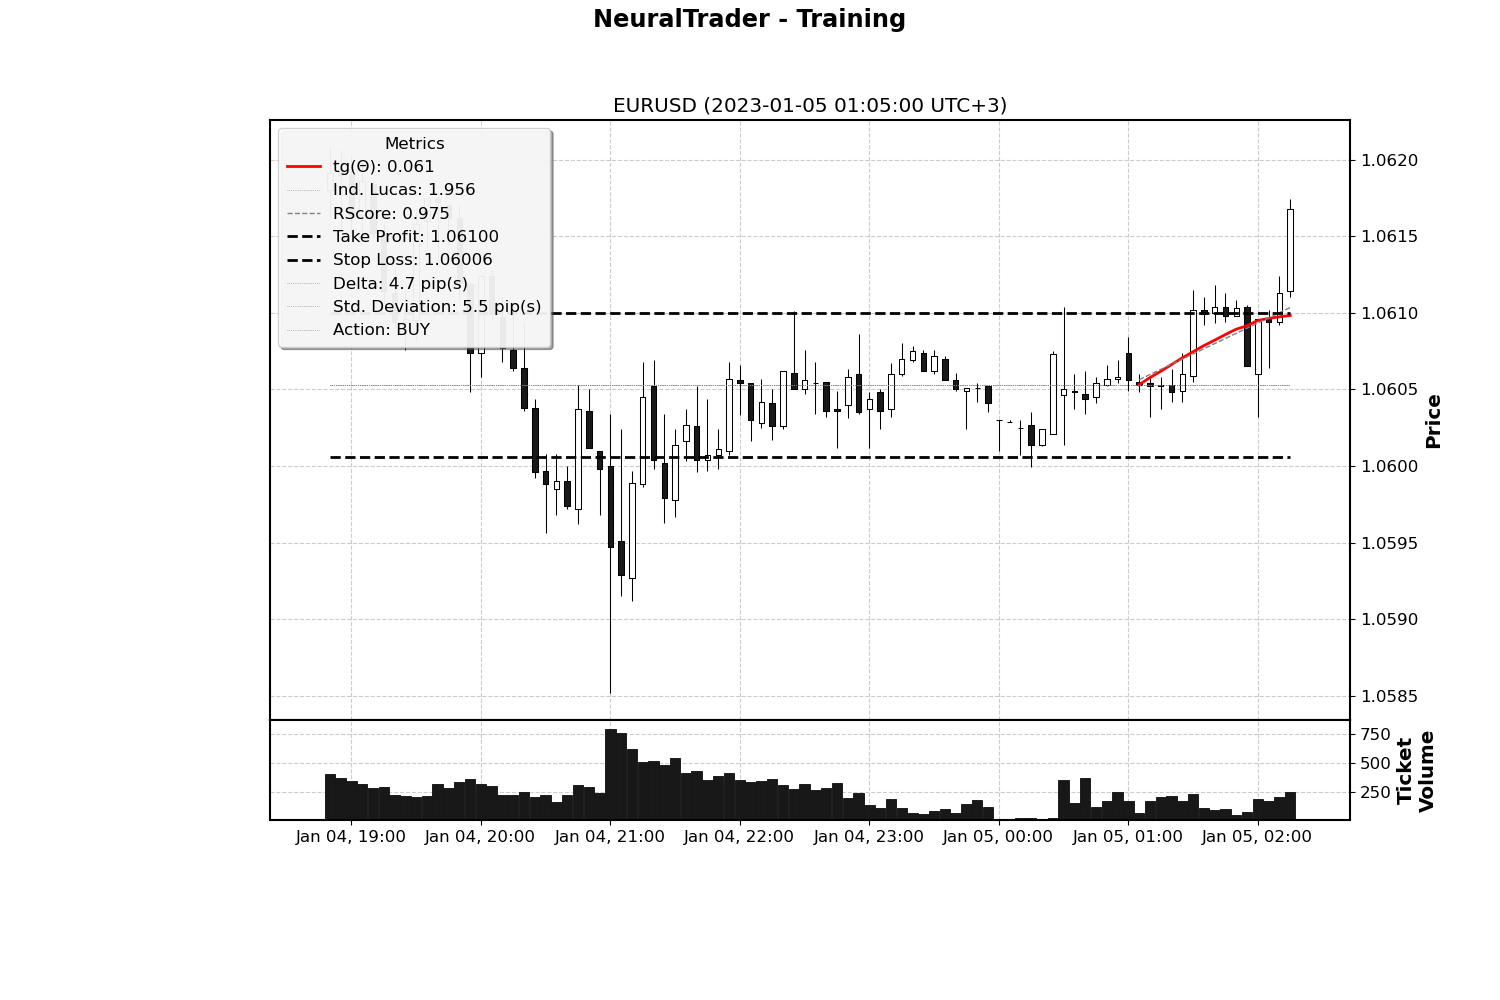 NeuralTrader - Training
EURUSD (2023-01-05 01:05:00 UTC+3)
Metrics
tg(Θ): 0.061
Ind. Lucas: 1.956
RScore: 0.975
Take Profit: 1.06100
Stop Loss: 1.06006
Delta: 4.7 pip(s)
Std. Deviation: 5.5 pip(s)
Action: BUY
1.0620
1.0615
1.0610
1.0605
1.0600
1.0595
1.0590
1.0585
Price
750
500
250
Ticket
Volume
Jan 04, 19:00
Jan 04, 20:00
Jan 04, 21:00
Jan 04, 22:00
Jan 04, 23:00
Jan 05, 00:00
Jan 05, 01:00
Jan 05, 02:00